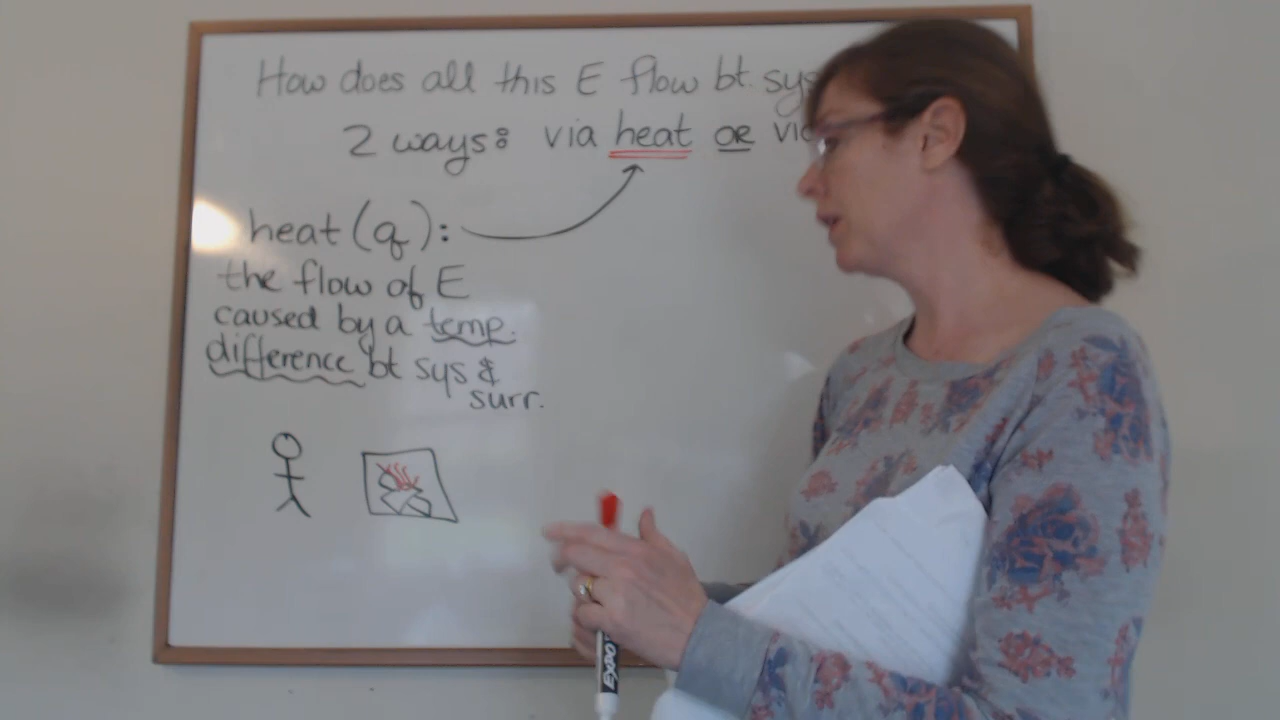 How does all this E flow bt. sys
2 ways: via heat or
heat (q):
the flow of E
caused by a temp.
difference bt sys &
surr.
EXPO